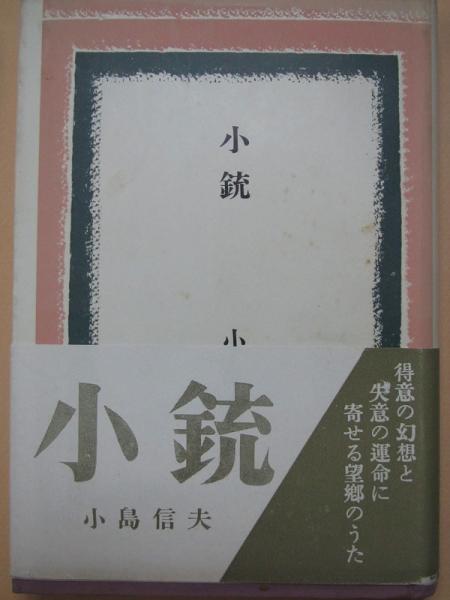 小銃
小
小銃
小島信夫
得意の幻想と
失意の運命に
寄せる望郷のうた